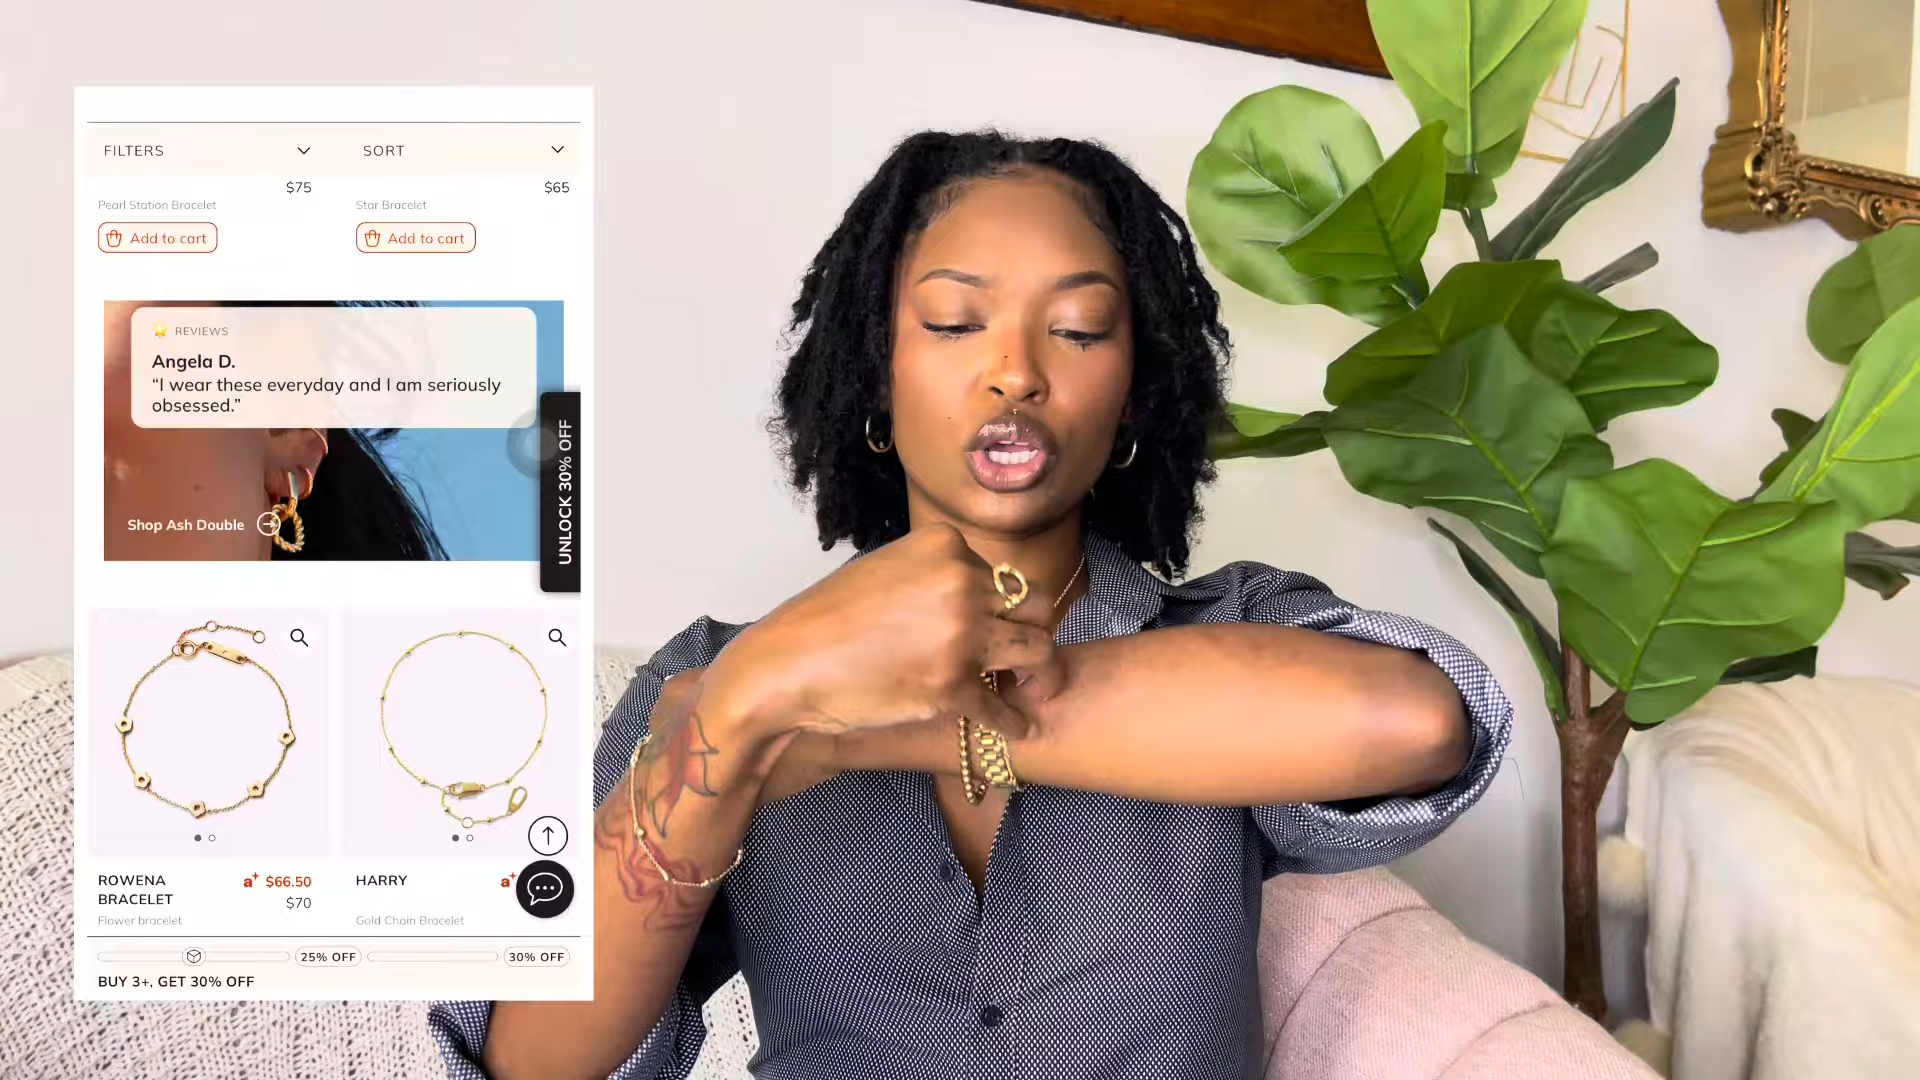 FILTERS
SORT
$75
$65
Pearl Station Bracelet
Star Bracelet
Add to cart
Add to cart
REVIEWS
Angela D.
“I wear these everyday and I am seriously
obsessed.”
UNLOCK 30% OFF
Shop Ash Double
ROWENA
BRACELET
a+ $66.50
$70
Flower bracelet
HARRY
a+
Gold Chain Bracelet
25% OFF
30% OFF
BUY 3+, GET 30% OFF